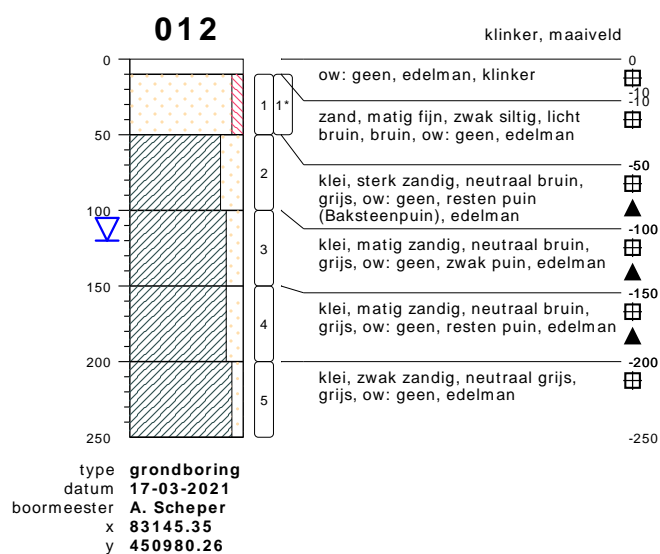 012
klinker, maaiveld
0
0
ow: geen, edelman, klinker
-10
-10
1
1*
zand, matig fijn, zwak siltig, licht
bruin, bruin, ow: geen, edelman
50
-50
2
klei, sterk zandig, neutraal bruin,
grijs, ow: geen, resten puin
(Baksteenpuin), edelman
100
-100
3
klei, matig zandig, neutraal bruin,
grijs, ow: geen, zwak puin, edelman
150
-150
4
klei, matig zandig, neutraal bruin,
grijs, ow: geen, resten puin, edelman
200
-200
5
klei, zwak zandig, neutraal grijs,
grijs, ow: geen, edelman
250
-250
type grondboring
datum 17-03-2021
boormeester A. Scheper
x 83145.35
y 450980.26